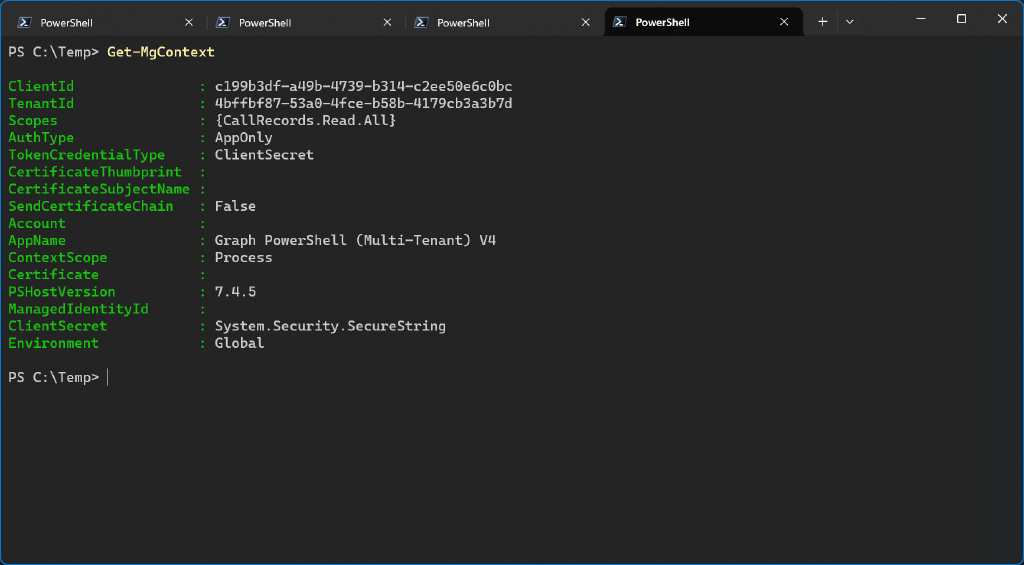 PowerShell PowerShell PowerShell PowerShell
PS C:\Temp> Get-MgContext
ClientId : c199b3df-a49b-4739-b314-c2ee50e6c0bc
TenantId : 4bffbf87-53a0-4fce-b58b-4179cb3a3b7d
Scopes : {CallRecords.Read.All}
AuthType : AppOnly
TokenCredentialType : ClientSecret
CertificateThumbprint :
CertificateSubjectName :
SendCertificateChain : False
Account :
AppName : Graph PowerShell (Multi-Tenant) V4
ContextScope : Process
Certificate :
PSHostVersion : 7.4.5
ManagedIdentityId :
ClientSecret : System.Security.SecureString
Environment : Global
PS C:\Temp>